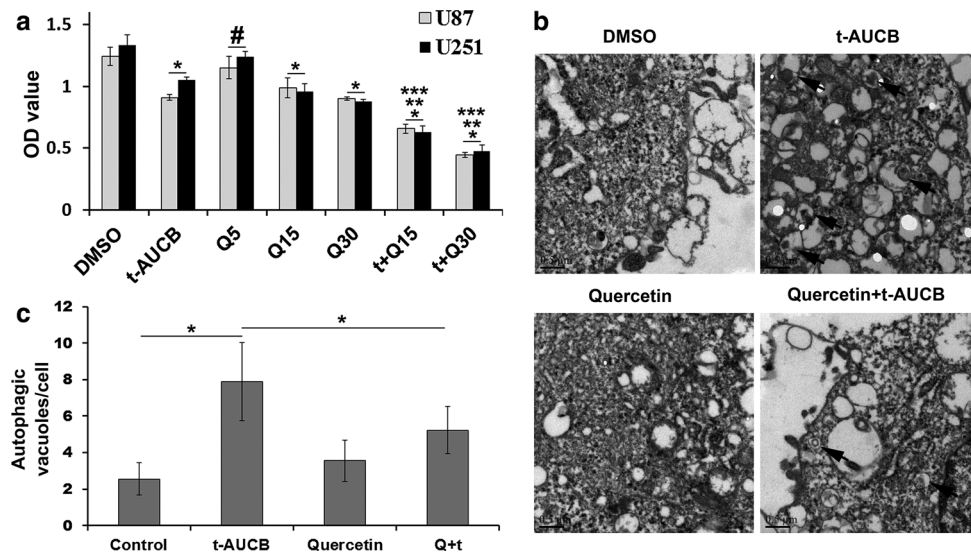 a
U87
U251
OD value
1.5
1
0.5
0
*
#
*
*
***
**
*
***
**
*
DMSO
t-AUCB
Q5
Q15
Q30
t+Q15
t+Q30
b
DMSO
t-AUCB
Quercetin
Quercetin+t-AUCB
c
Autophagic
vacuoles/cell
12
10
8
6
4
2
0
*
*
Control
t-AUCB
Quercetin
Q+t